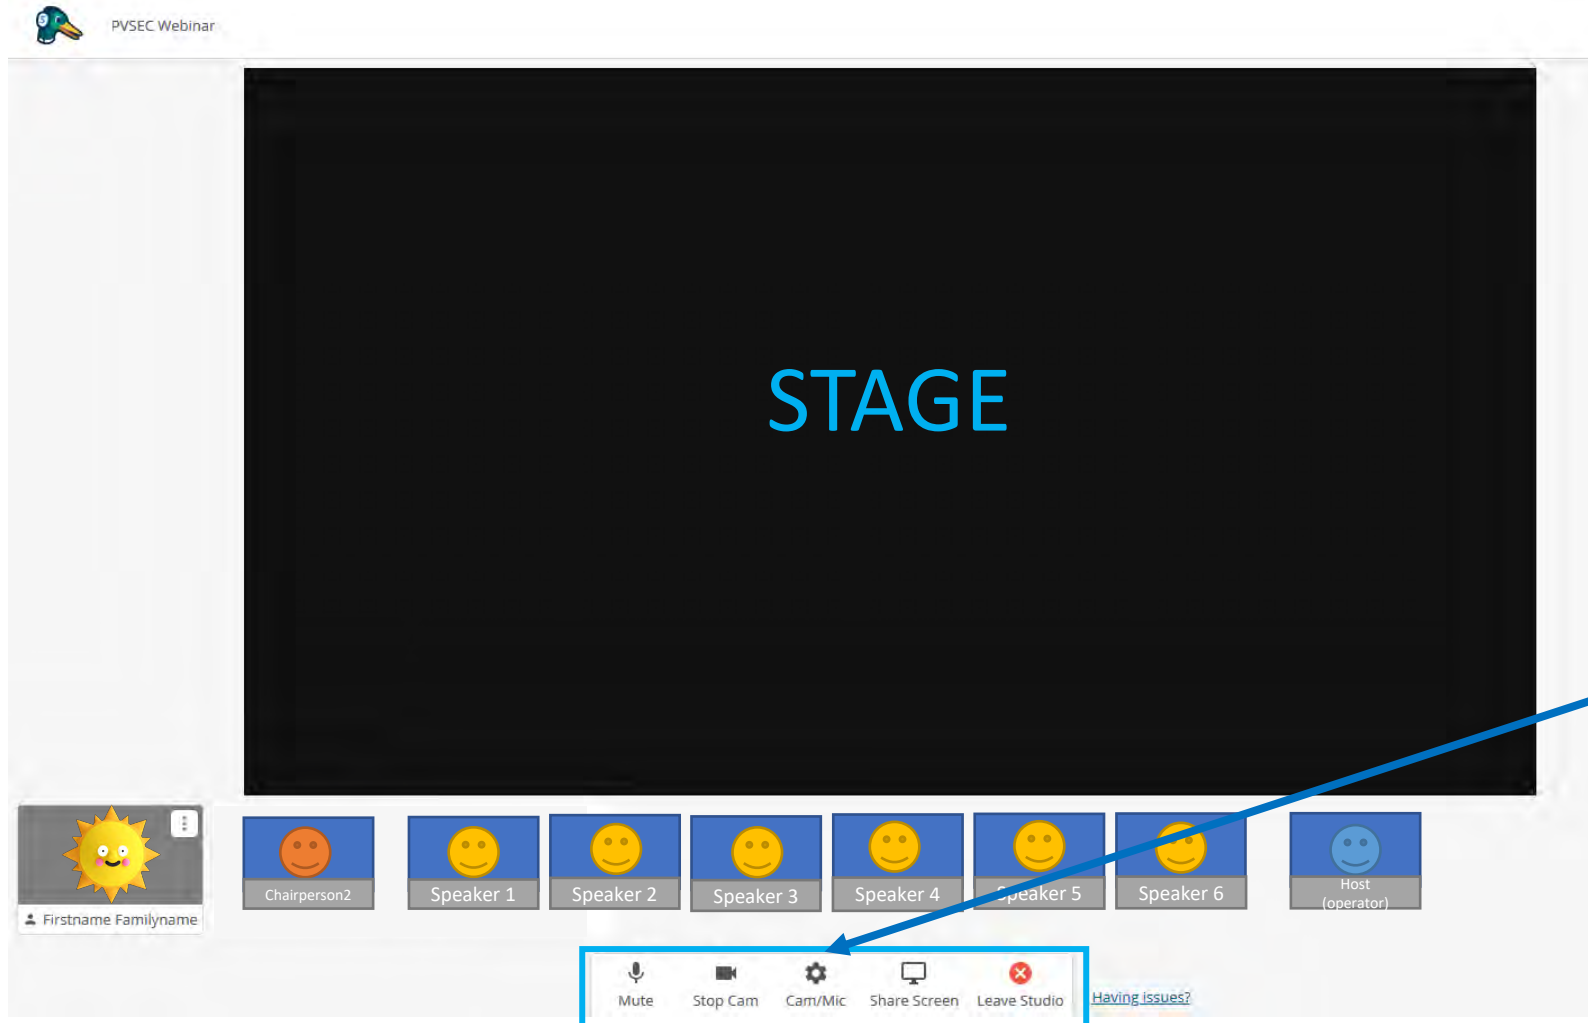 PVSEC Webinar
STAGE
Firstname Familyname
Chairperson2
Speaker 1
Speaker 2
Speaker 3
Speaker 4
Speaker 5
Speaker 6
Host
(operator)
Mute
Stop Cam
Cam/Mic
Share Screen
Leave Studio
Having issues?